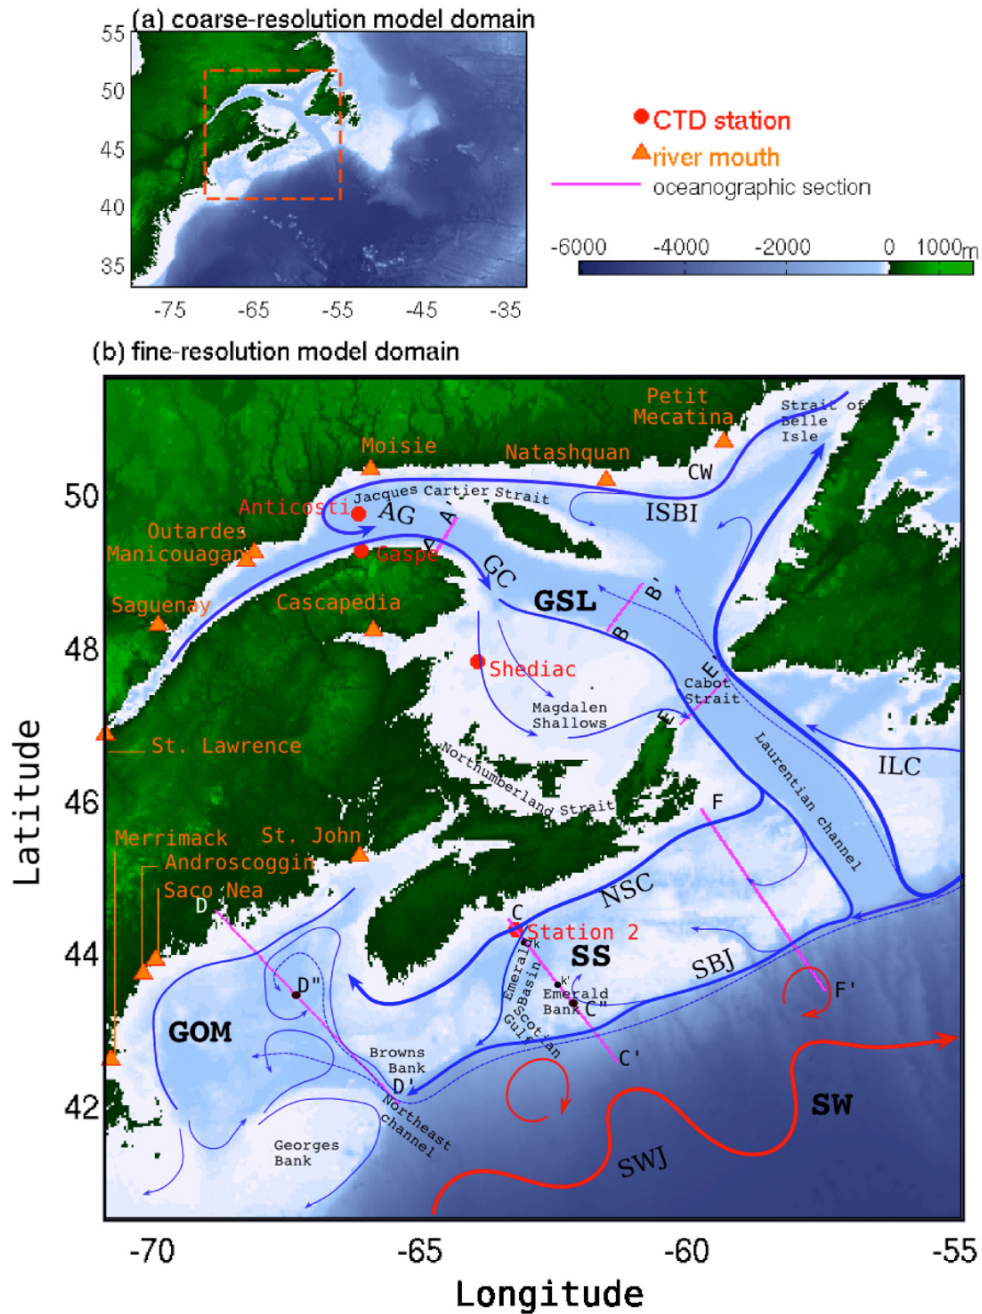 (a) coarse-resolution model domain
55
50
45
40
35
-75 -65 -55 -45 -35
CTD station
river mouth
oceanographic section
-6000 -4000 -2000 0 1000m
(b) fine-resolution model domain
Petit
Mecatina
Strait of
Belle
Isle
Moisie
Natashquan
CW
50
Jacques Cartier Strait
Anticosti
AG
A'
ISBI
Outardes
Manicouagan
A
Gaspe
GC
Saguenay
Cascapedia
GSL
B'
B
48
Shediac
E'
Cabot
Strait
Magdalen
Shallows
E
St. Lawrence
Northumberland Strait
Laurentian channel
ILC
46
F
Merrimack
St. John
Androscoggin
Saco Nea
D
NSC
C
Station 2
44
k
SS
SBJ
Emerald
Basin
D"
k'
Emerald
Bank
C"
F'
Scotian
Gulf
GOM
Browns
Bank
C'
D'
42
Northeast
channel
SW
Georges
Bank
SWJ
-70 -65 -60 -55
Latitude
Longitude